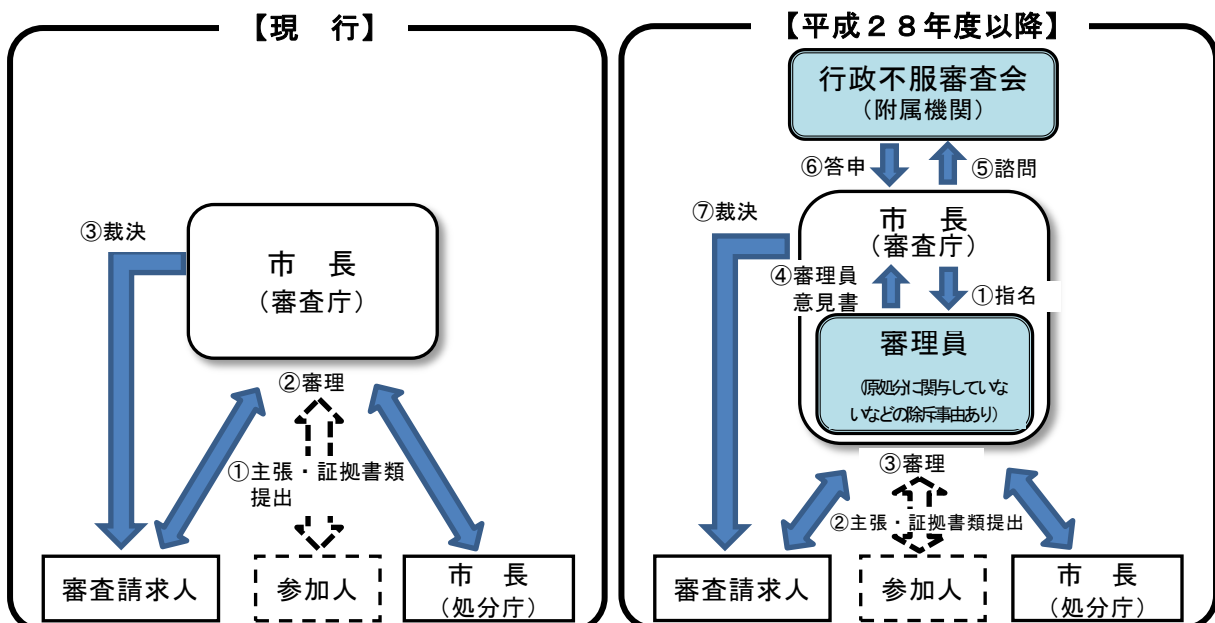 【現　行】
③裁決
市　長
（審査庁）
②審理
①主張・証拠書類
提出
審査請求人
参加人
市　長
（処分庁）
【平成２８年度以降】
行政不服審査会
（附属機関）
⑥答申
⑤諮問
⑦裁決
市　長
（審査庁）
④審理員
意見書
①指名
審理員
（原処分に関与していな
いなどの除斥事由あり）
③審理
②主張・証拠書類提出
審査請求人
参加人
市　長
（処分庁）